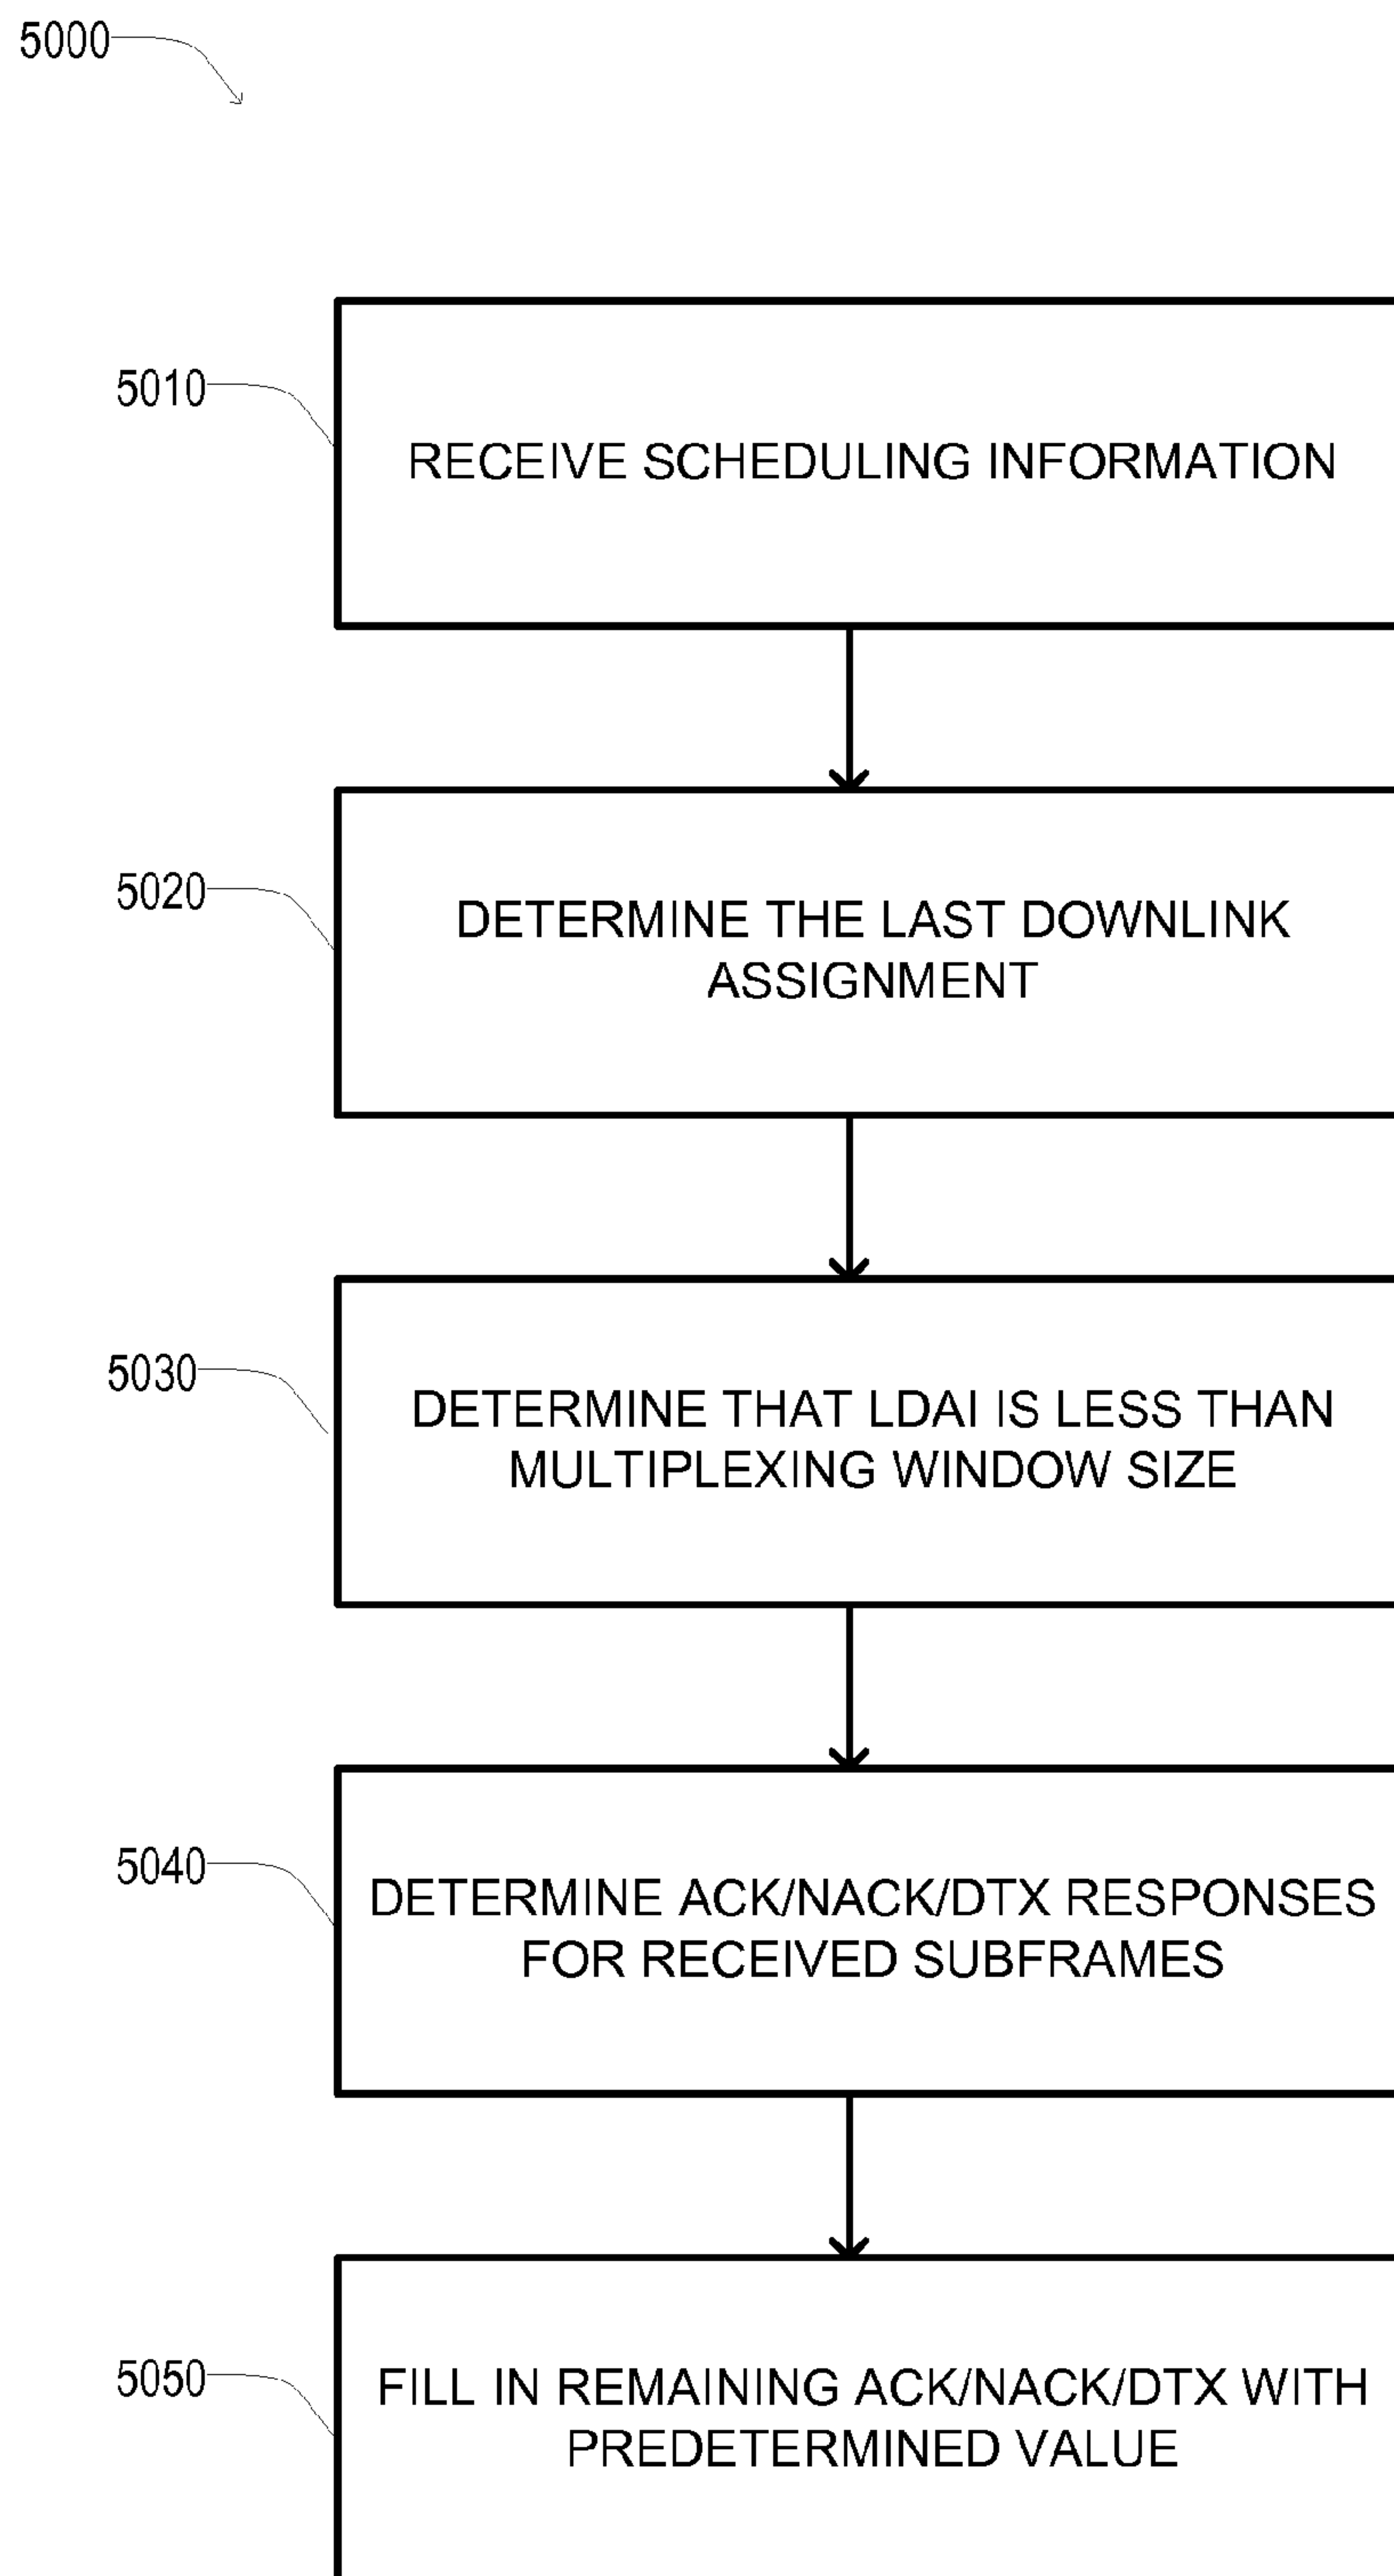 5000
5010
RECEIVE SCHEDULING INFORMATION
5020
DETERMINE THE LAST DOWNLINK
ASSIGNMENT
5030
DETERMINE THAT LDAI IS LESS THAN
MULTIPLEXING WINDOW SIZE
5040
DETERMINE ACK/NACK/DTX RESPONSES
FOR RECEIVED SUBFRAMES
5050
FILL IN REMAINING ACK/NACK/DTX WITH
PREDETERMINED VALUE